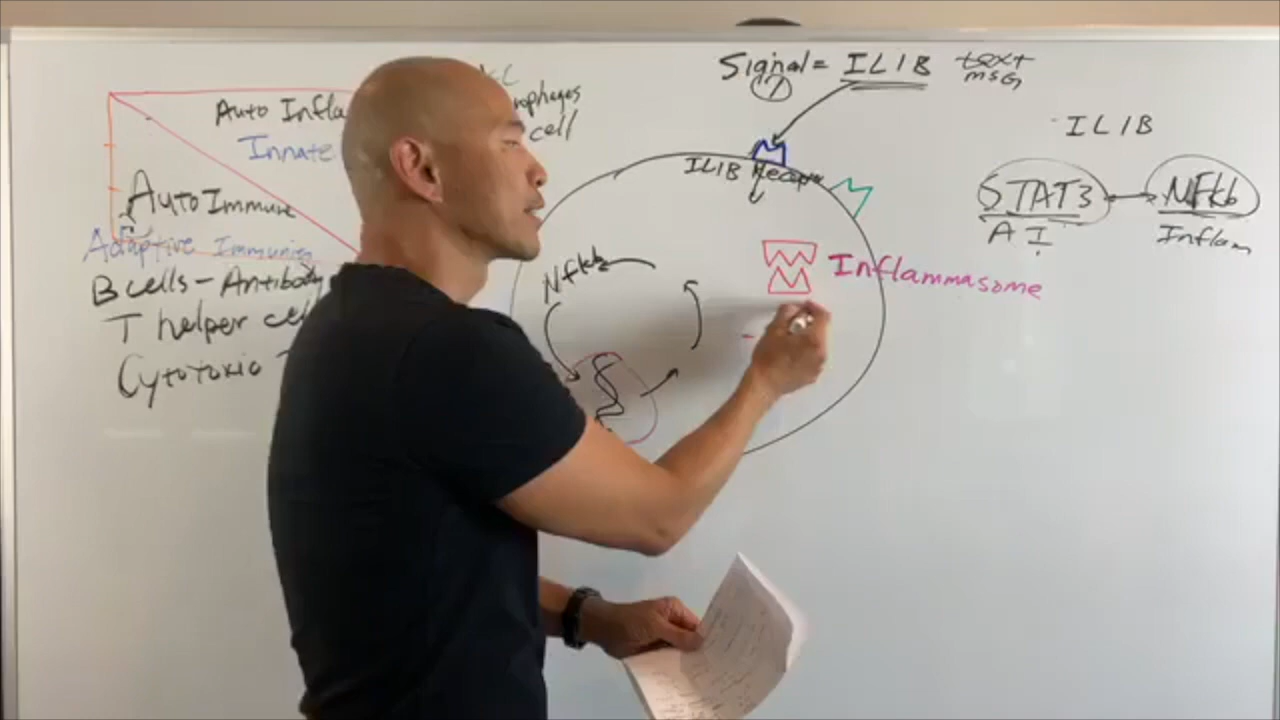 Auto Infla
Innate
Auto Immune
Adaptive Immunity
B cells - Antibody
T helper cel
Cytotoxic T
cell
Signal = IL1B text
1 msg
IL1B
IL1B Receptor
STAT3 NFkb
AI Inflam
Nfkb
Inflammasome